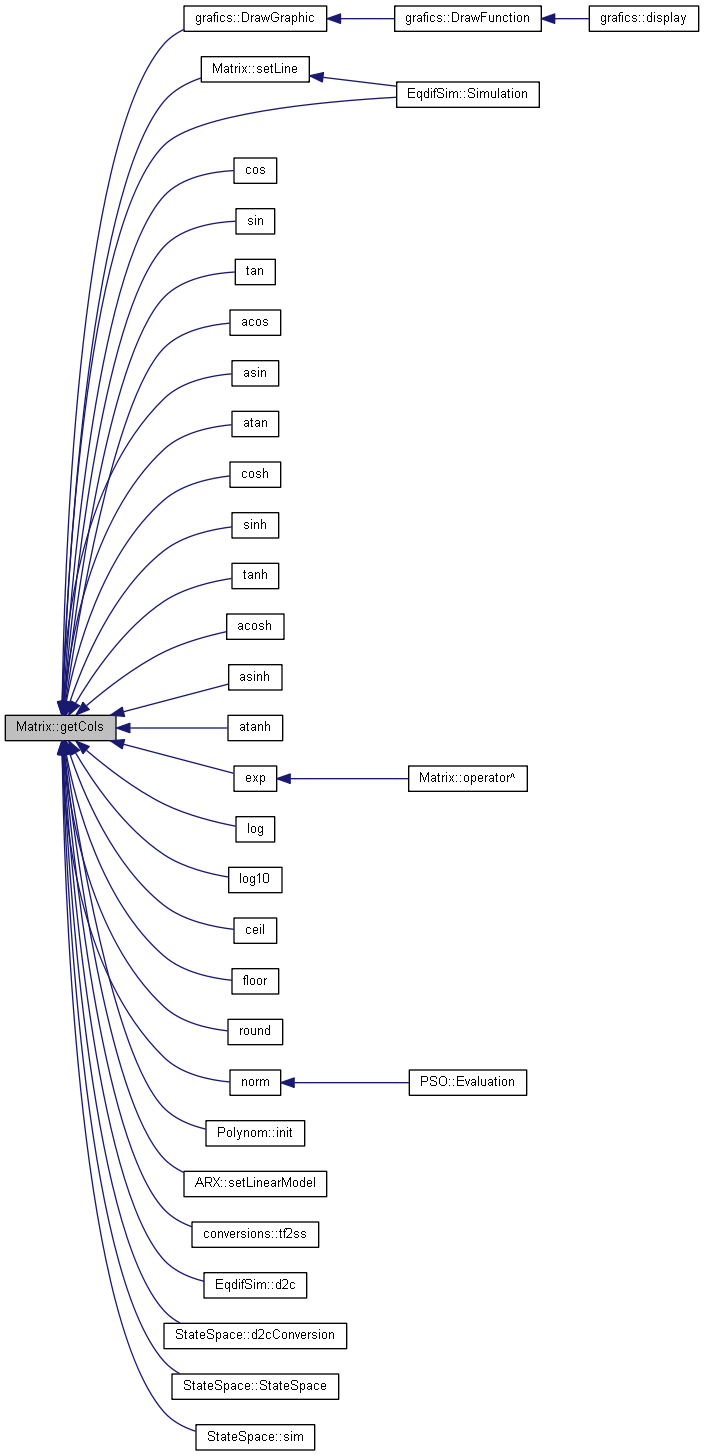 grafics::DrawGraphic
grafics::DrawFunction
grafics::display
Matrix::setLine
EqdifSim::Simulation
cos
sin
tan
acos
asin
atan
cosh
sinh
tanh
acosh
asinh
Matrix::getCols
atanh
exp
Matrix::operator^
log
log10
ceil
floor
round
norm
PSO::Evaluation
Polynom::init
ARX::setLinearModel
conversions::tf2ss
EqdifSim::d2c
StateSpace::d2cConversion
StateSpace::StateSpace
StateSpace::sim